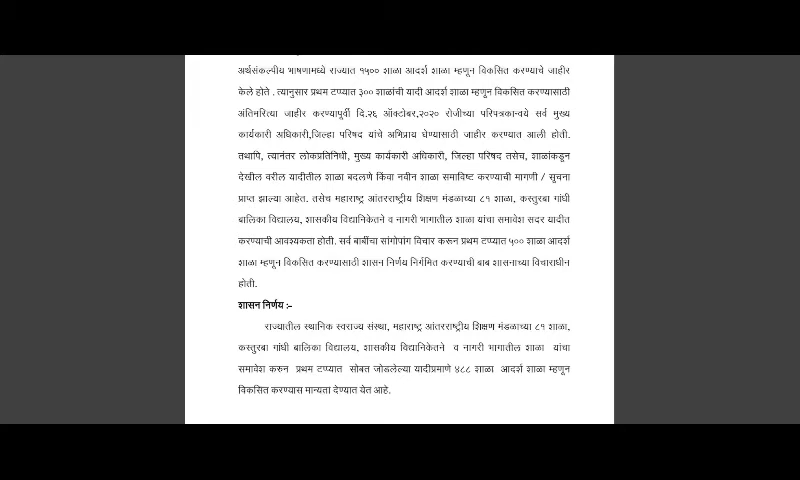 अर्थसंकल्पीय भाषणामध्ये राज्यात १५०० शाळा आदर्श शाळा म्हणून विकसित करण्याचे जाहीर
केले होते . त्यानुसार प्रथम टप्प्यात ३०० शाळांची यादी आदर्श शाळा म्हणून विकसित करण्यासाठी
अंतिमरित्या जाहीर करण्यापूर्वी दि.२६ ऑक्टोबर,२०२० रोजीच्या परिपत्रकान्वये सर्व मुख्य
कार्यकारी अधिकारी,जिल्हा परिषद यांचे अभिप्राय घेण्यासाठी जाहीर करण्यात आली होती.
तथापि, त्यानंतर लोकप्रतिनिधी, मुख्य कार्यकारी अधिकारी, जिल्हा परिषद तसेच, शाळांकडून
देखील वरील यादीतील शाळा बदलणे किंवा नवीन शाळा समाविष्ट करण्याची मागणी / सूचना
प्राप्त झाल्या आहेत. तसेच महाराष्ट्र आंतरराष्ट्रीय शिक्षण मंडळाच्या ८१ शाळा, कस्तुरबा गांधी
बालिका विद्यालय, शासकीय विद्यानिकेतने व नागरी भागातील शाळा यांचा समावेश सदर यादीत
करण्याची आवश्यकता होती. सर्व बाबींचा सांगोपांग विचार करून प्रथम टप्प्यात ५०० शाळा आदर्श
शाळा म्हणून विकसित करण्यासाठी शासन निर्णय निर्गमित करण्याची बाब शासनाच्या विचाराधीन
होती.
शासन निर्णय :-
राज्यातील स्थानिक स्वराज्य संस्था, महाराष्ट्र आंतरराष्ट्रीय शिक्षण मंडळाच्या ८१ शाळा,
कस्तुरबा गांधी बालिका विद्यालय, शासकीय विद्यानिकेतने व नागरी भागातील शाळा यांचा
समावेश करुन प्रथम टप्प्यात सोबत जोडलेल्या यादीप्रमाणे ४८८ शाळा आदर्श शाळा म्हणून
विकसित करण्यास मान्यता देण्यात येत आहे.